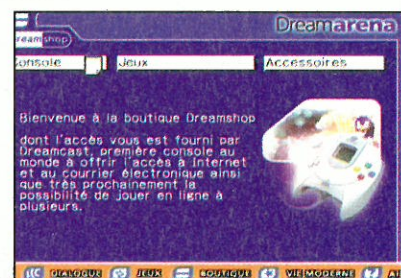 Dreamarena
reamshop
Console Jeux Accessoires
Bienvenue à la boutique Dreamshop
dont l'accès vous est fourni par
Dreamcast, première console au
monde à offrir l'accès à Internet
et au courrier électronique ainsi
que très prochainement la
possibilité de jouer en ligne à
plusieurs.
DIALOGUE JEUX BOUTIQUE VIE MODERNE